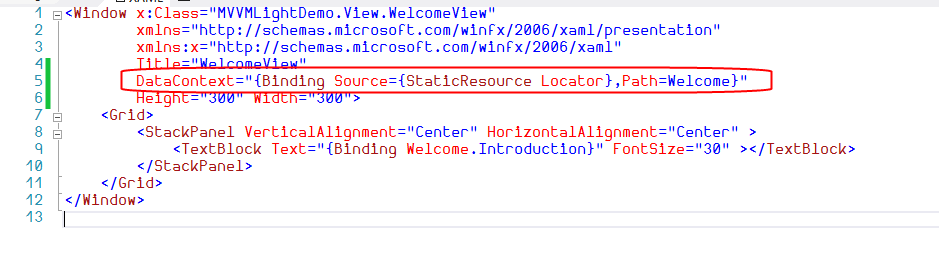 1 <Window x:Class="MVVMLightDemo.View.WelcomeView"
2 xmlns="http://schemas.microsoft.com/winfx/2006/xaml/presentation"
3 xmlns:x="http://schemas.microsoft.com/winfx/2006/xaml"
4 Title="WelcomeView"
5 DataContext="{Binding Source={StaticResource Locator},Path=Welcome}"
6 Height="300" Width="300">
7 <Grid>
8 <StackPanel VerticalAlignment="Center" HorizontalAlignment="Center" >
9 <TextBlock Text="{Binding Welcome.Introduction}" FontSize="30" ></TextBlock>
10 </StackPanel>
11 </Grid>
12 </Window>
13